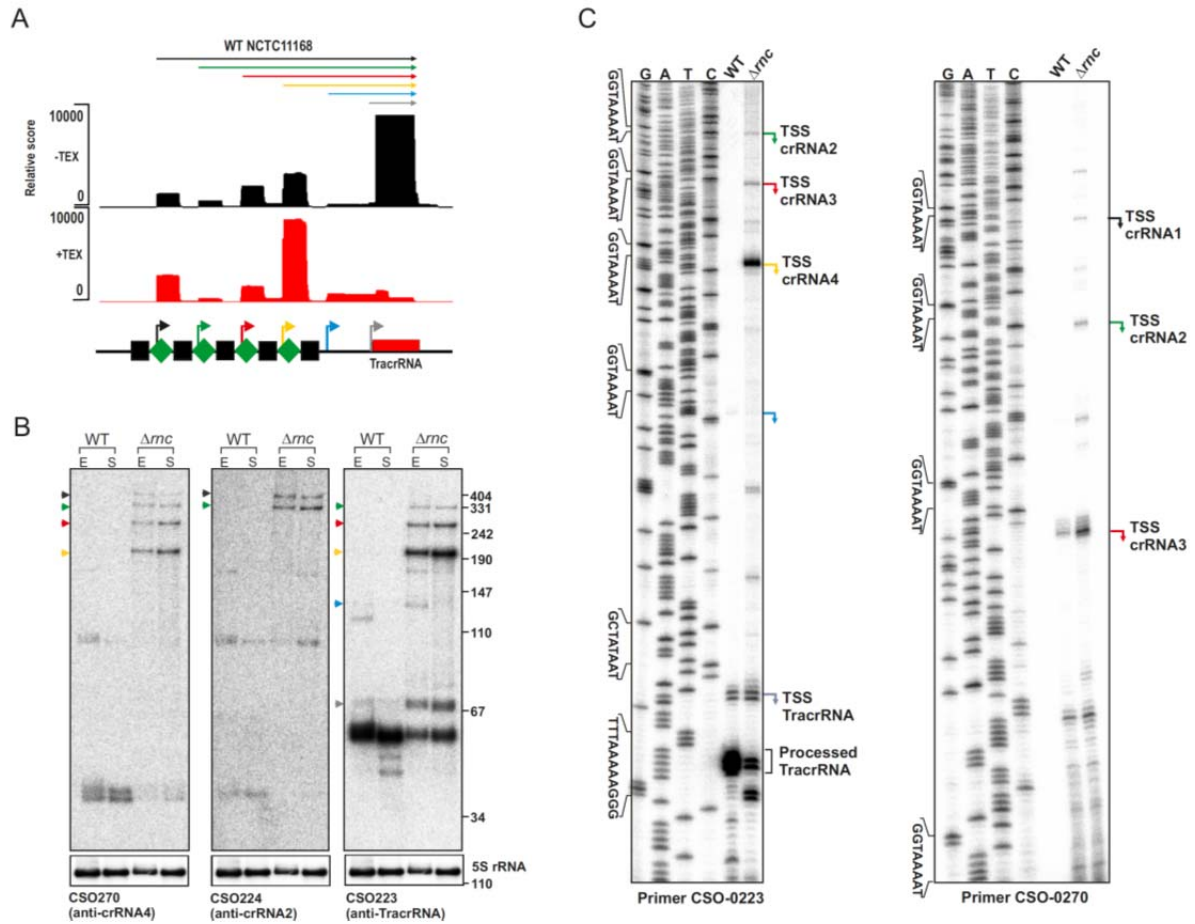 A
WT NCTC11168
10000
-TEX
0
Relative score
10000
+TEX
0
TracrRNA
B
WT Δrnc
E S E S
WT Δrnc
E S E S
WT Δrnc
E S E S
404
331
242
190
147
110
67
34
5S rRNA
110
CSO270
(anti-crRNA4)
CSO224
(anti-crRNA2)
CSO223
(anti-TracrRNA)
C
G A T C WT Δrnc
GGTAAAAT
GGTAAAAT
GGTAAAAT
GGTAAAAT
GCTATAAT
TTTAAAAAGGG
TSS
crRNA2
TSS
crRNA3
TSS
crRNA4
TSS
TracrRNA
Processed
TracrRNA
Primer CSO-0223
G A T C WT Δrnc
GGTAAAAT
GGTAAAAT
GGTAAAAT
GGTAAAAT
TSS
crRNA1
TSS
crRNA2
TSS
crRNA3
Primer CSO-0270